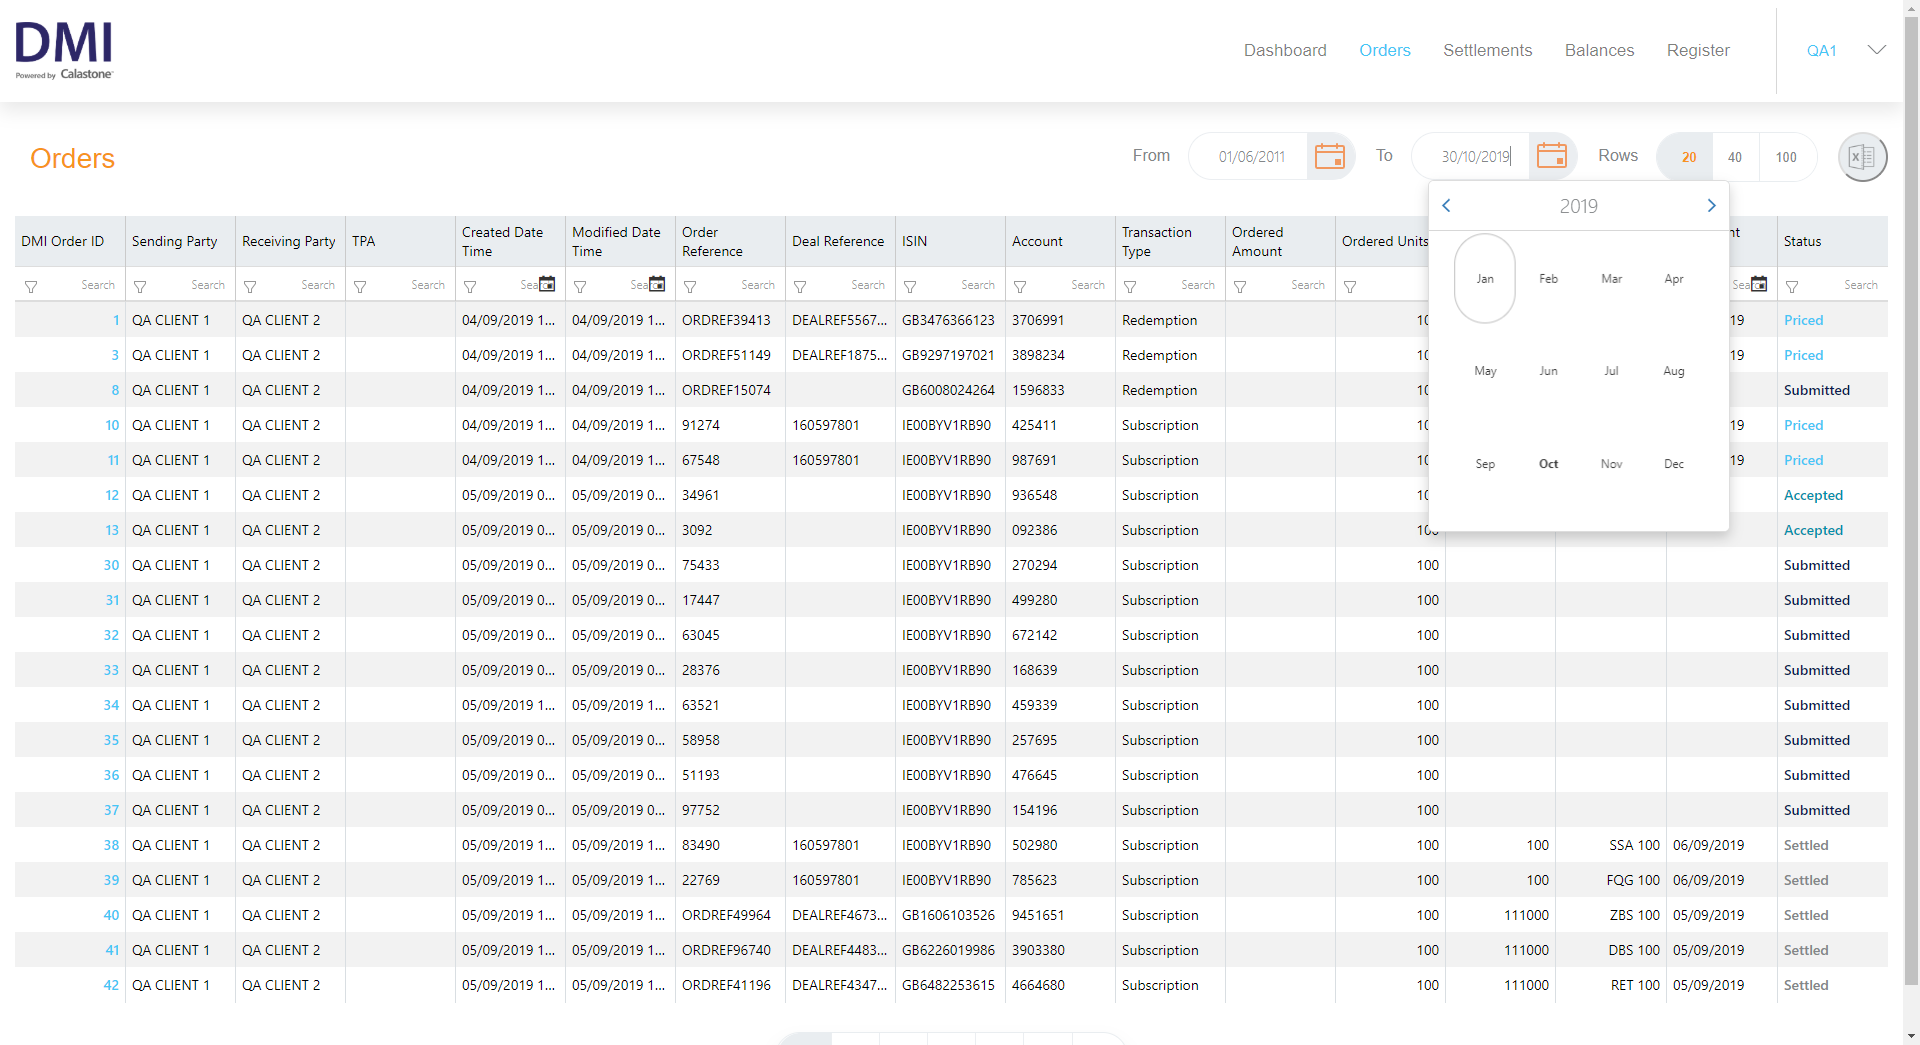 DMI
Powered by Calastone
Dashboard Orders Settlements Balances Register QA1
Orders
From 01/06/2011 To 30/10/2019 Rows 20 40 100
2019
Jan Feb Mar Apr
May Jun Jul Aug
Sep Oct Nov Dec
DMI Order ID Sending Party Receiving Party TPA Created Date Time Modified Date Time Order Reference Deal Reference ISIN Account Transaction Type Ordered Amount Ordered Units Status
Search Search Search Search Search Search Search Search Search Search Search Search Search
1 QA CLIENT 1 QA CLIENT 2 04/09/2019 1... 04/09/2019 1... ORDREF39413 DEALREF5567... GB3476366123 3706991 Redemption 19 Priced
3 QA CLIENT 1 QA CLIENT 2 04/09/2019 1... 04/09/2019 1... ORDREF51149 DEALREF1875... GB9297197021 3898234 Redemption 19 Priced
8 QA CLIENT 1 QA CLIENT 2 04/09/2019 1... 04/09/2019 1... ORDREF15074 GB6008024264 1596833 Redemption Submitted
10 QA CLIENT 1 QA CLIENT 2 04/09/2019 1... 04/09/2019 1... 91274 160597801 IE00BYV1RB90 425411 Subscription 19 Priced
11 QA CLIENT 1 QA CLIENT 2 04/09/2019 1... 04/09/2019 1... 67548 160597801 IE00BYV1RB90 987691 Subscription 19 Priced
12 QA CLIENT 1 QA CLIENT 2 05/09/2019 0... 05/09/2019 0... 34961 IE00BYV1RB90 936548 Subscription Accepted
13 QA CLIENT 1 QA CLIENT 2 05/09/2019 0... 05/09/2019 0... 3092 IE00BYV1RB90 092386 Subscription 100 Accepted
30 QA CLIENT 1 QA CLIENT 2 05/09/2019 0... 05/09/2019 0... 75433 IE00BYV1RB90 270294 Subscription 100 Submitted
31 QA CLIENT 1 QA CLIENT 2 05/09/2019 0... 05/09/2019 0... 17447 IE00BYV1RB90 499280 Subscription 100 Submitted
32 QA CLIENT 1 QA CLIENT 2 05/09/2019 0... 05/09/2019 0... 63045 IE00BYV1RB90 672142 Subscription 100 Submitted
33 QA CLIENT 1 QA CLIENT 2 05/09/2019 0... 05/09/2019 0... 28376 IE00BYV1RB90 168639 Subscription 100 Submitted
34 QA CLIENT 1 QA CLIENT 2 05/09/2019 1... 05/09/2019 1... 63521 IE00BYV1RB90 459339 Subscription 100 Submitted
35 QA CLIENT 1 QA CLIENT 2 05/09/2019 0... 05/09/2019 0... 58958 IE00BYV1RB90 257695 Subscription 100 Submitted
36 QA CLIENT 1 QA CLIENT 2 05/09/2019 0... 05/09/2019 0... 51193 IE00BYV1RB90 476645 Subscription 100 Submitted
37 QA CLIENT 1 QA CLIENT 2 05/09/2019 0... 05/09/2019 0... 97752 IE00BYV1RB90 154196 Subscription 100 Submitted
38 QA CLIENT 1 QA CLIENT 2 05/09/2019 1... 05/09/2019 1... 83490 160597801 IE00BYV1RB90 502980 Subscription 100 100 SSA 100 06/09/2019 Settled
39 QA CLIENT 1 QA CLIENT 2 05/09/2019 1... 05/09/2019 1... 22769 160597801 IE00BYV1RB90 785623 Subscription 100 100 FQG 100 06/09/2019 Settled
40 QA CLIENT 1 QA CLIENT 2 05/09/2019 1... 05/09/2019 1... ORDREF49964 DEALREF4673... GB1606103526 9451651 Subscription 100 111000 ZBS 100 05/09/2019 Settled
41 QA CLIENT 1 QA CLIENT 2 05/09/2019 1... 05/09/2019 1... ORDREF96740 DEALREF4483... GB6226019986 3903380 Subscription 100 111000 DBS 100 05/09/2019 Settled
42 QA CLIENT 1 QA CLIENT 2 05/09/2019 1... 05/09/2019 1... ORDREF41196 DEALREF4347... GB6482253615 4664680 Subscription 100 111000 RET 100 05/09/2019 Settled